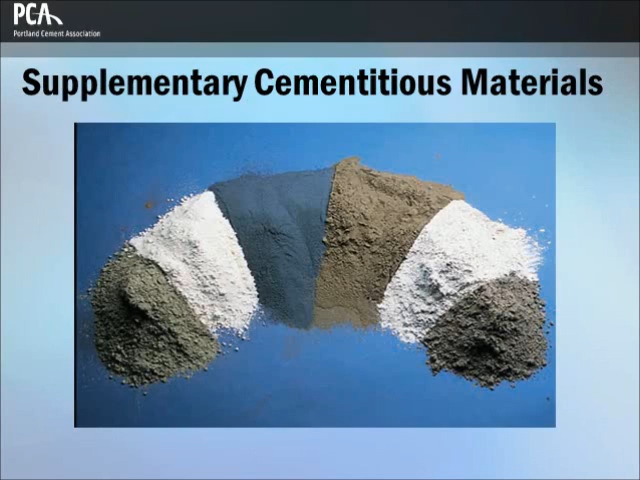 PCA
Portland Cement Association
Supplementary Cementitious Materials